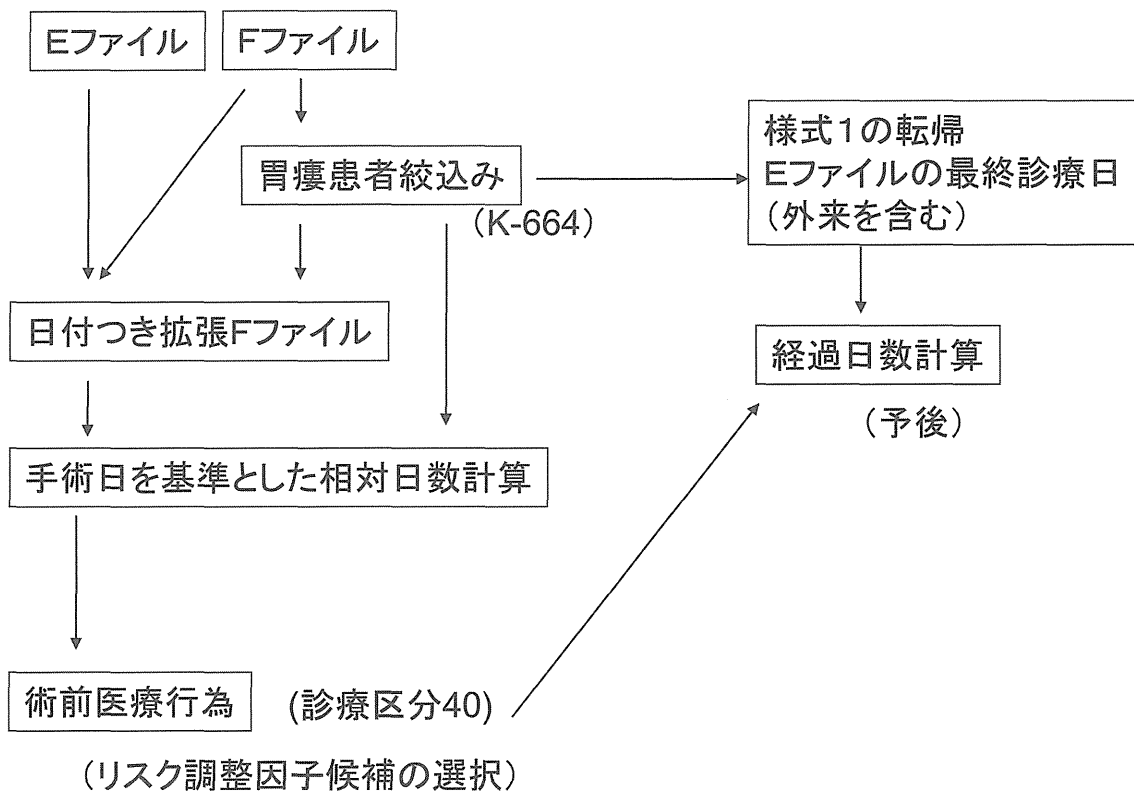 Eファイル
Fファイル
胃瘻患者絞込み
(K-664)
様式1の転帰
Eファイルの最終診療日
(外来を含む)
日付つき拡張Fファイル
経過日数計算
(予後)
手術日を基準とした相対日数計算
術前医療行為
(診療区分40)
(リスク調整因子候補の選択)